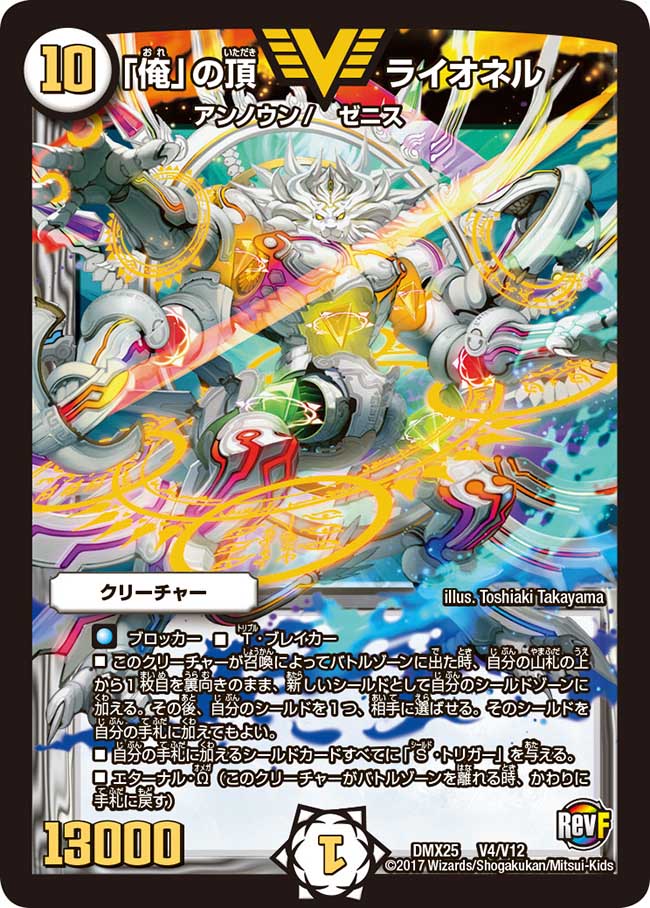 10
「俺」の頂 V ライオネル
アンノウン/ ゼニス
クリーチャー
illus. Toshiaki Takayama
ブロッカー ■ T・ブレイカー
■ このクリーチャーが召喚によってバトルゾーンに出た時、自分の山札の上
から1枚目を裏向きのまま、新しいシールドとして自分のシールドゾーンに
加える。その後、自分のシールドを1つ、相手に選ばせる。そのシールドを
自分の手札に加えてもよい。
■ 自分の手札に加えるシールドカードすべてに「S・トリガー」を与える。
■ エターナル・Ω（このクリーチャーがバトルゾーンを離れる時、かわりに
手札に戻す）
13000
1
RevF
DMX25 V4/V12
©2017 Wizards/Shogakukan/Mitsui-Kids